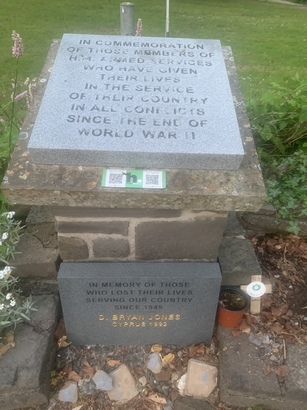 IN COMMEMORATION
OF THOSE MEMBERS OF
H.M. ARMED SERVICES
WHO HAVE GIVEN
THEIR LIVES
IN THE SERVICE
OF THEIR COUNTRY
IN ALL CONFLICTS
SINCE THE END OF
WORLD WAR II
h
IN MEMORY OF THOSE
WHO LOST THEIR LIVES
SERVING OUR COUNTRY
SINCE 1945
D. BRYAN JONES
CYPRUS